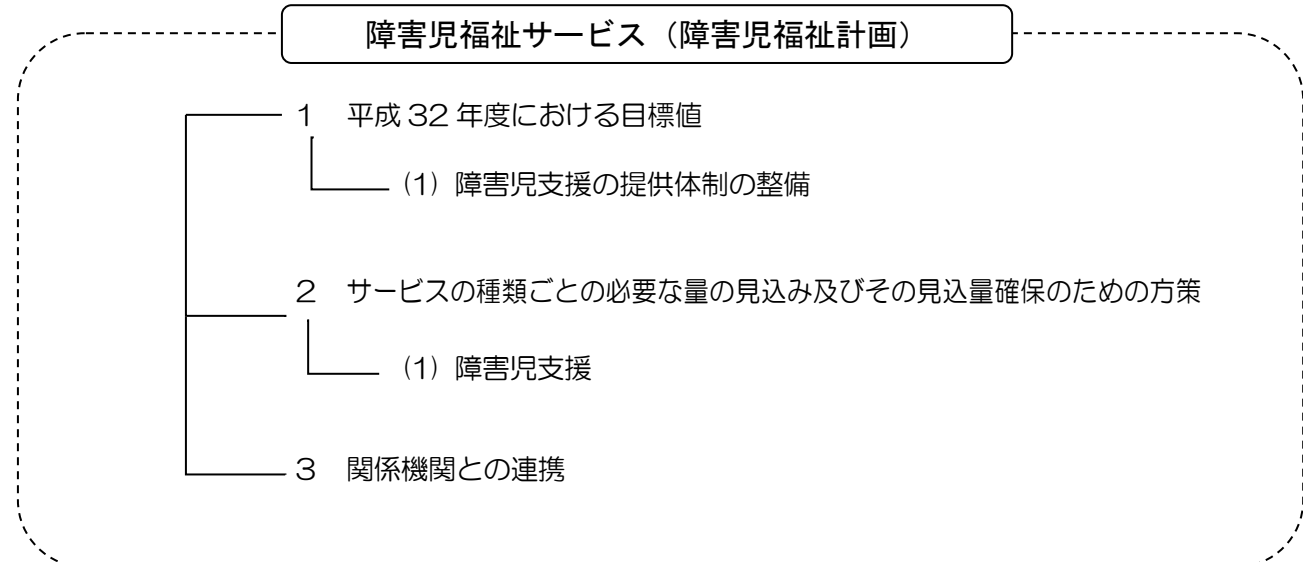 障害児福祉サービス（障害児福祉計画）
1　平成 32 年度における目標値
（1）障害児支援の提供体制の整備
2　サービスの種類ごとの必要な量の見込み及びその見込量確保のための方策
（1）障害児支援
3　関係機関との連携